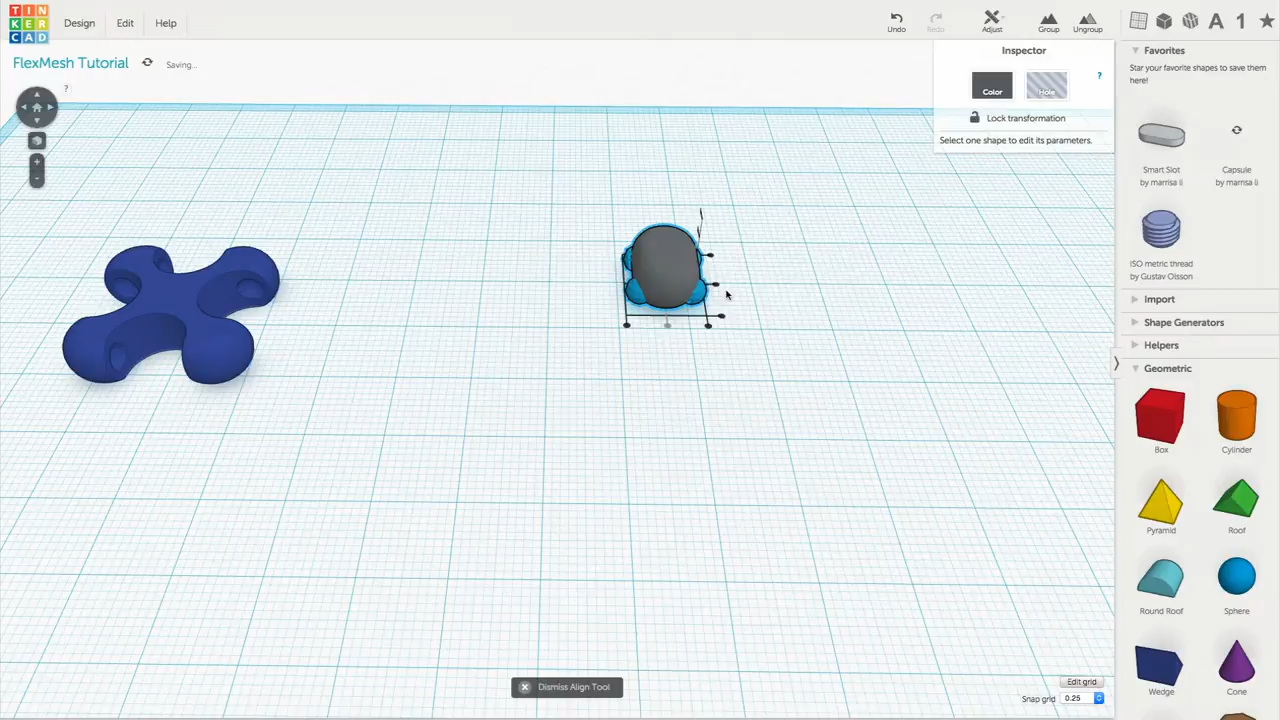 TIN
KER
CAD
Design
Edit
Help
Undo
Redo
Adjust
Group
Ungroup
FlexMesh Tutorial
Saving...
?
+
-
Inspector
Color
Hole
?
Lock transformation
Select one shape to edit its parameters.
A
1
Favorites
Star your favorite shapes to save them
here!
Smart Slot
by marrisa li
Capsule
by marrisa li
ISO metric thread
by Gustav Olsson
Import
Shape Generators
Helpers
Geometric
Box
Cylinder
Pyramid
Roof
Round Roof
Sphere
Wedge
Cone
Dismiss Align Tool
Edit grid
Snap grid
0.25